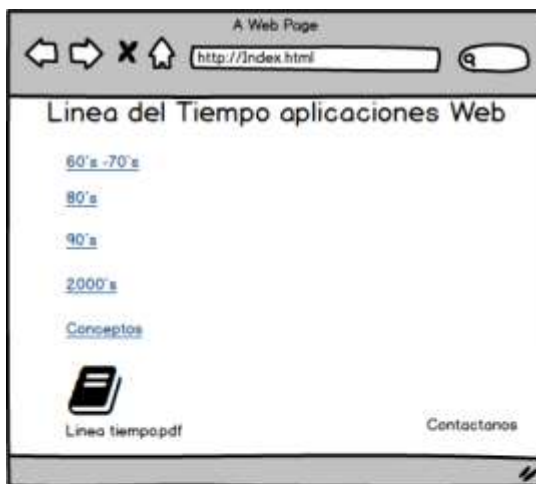 A Web Page
http://Index.html
Linea del Tiempo aplicaciones Web
60's -70's
80's
90's
2000's
Conceptos
Linea tiempo.pdf
Contactanos